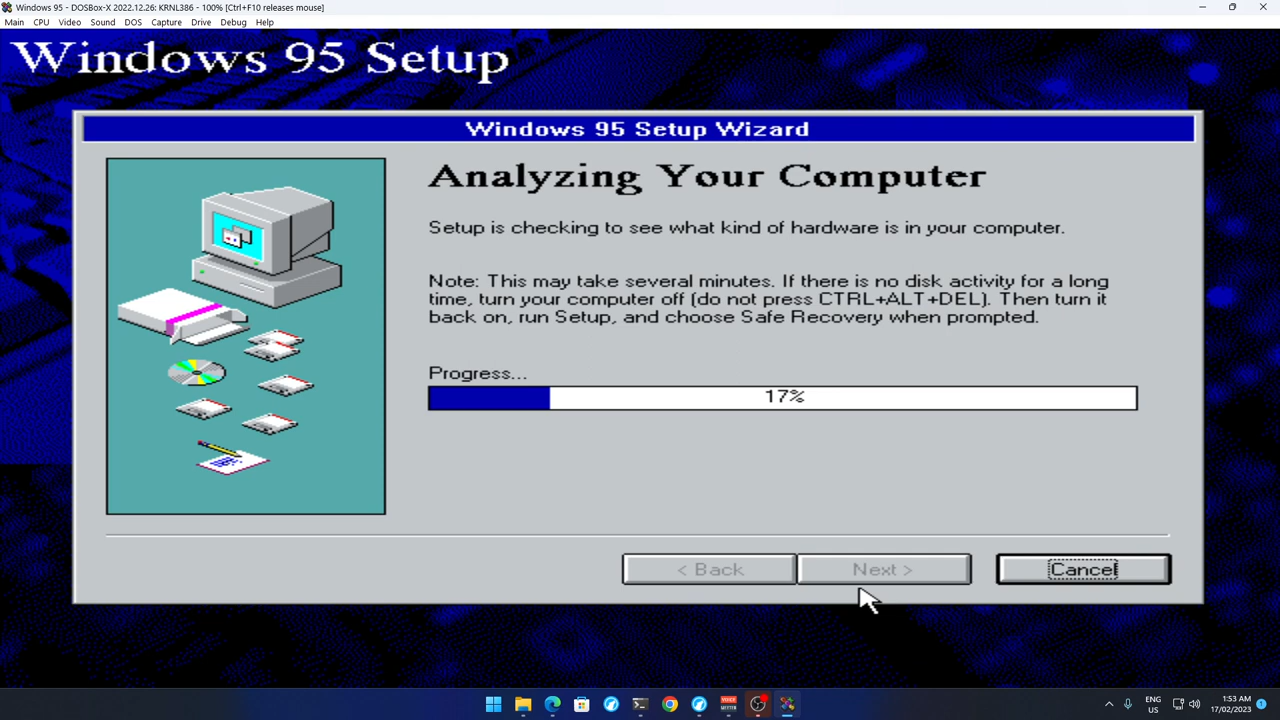 Windows 95 - DOSBox-X 2022.12.26: KRNL386 - 100% [Ctrl+F10 releases mouse]
Main CPU Video Sound DOS Capture Drive Debug Help
Windows 95 Setup
Windows 95 Setup Wizard
Analyzing Your Computer
Setup is checking to see what kind of hardware is in your computer.
Note: This may take several minutes. If there is no disk activity for a long
time, turn your computer off (do not press CTRL+ALT+DEL). Then turn it
back on, run Setup, and choose Safe Recovery when prompted.
Progress...
17%
< Back Next > Cancel
ENG
US
1:53 AM
17/02/2023